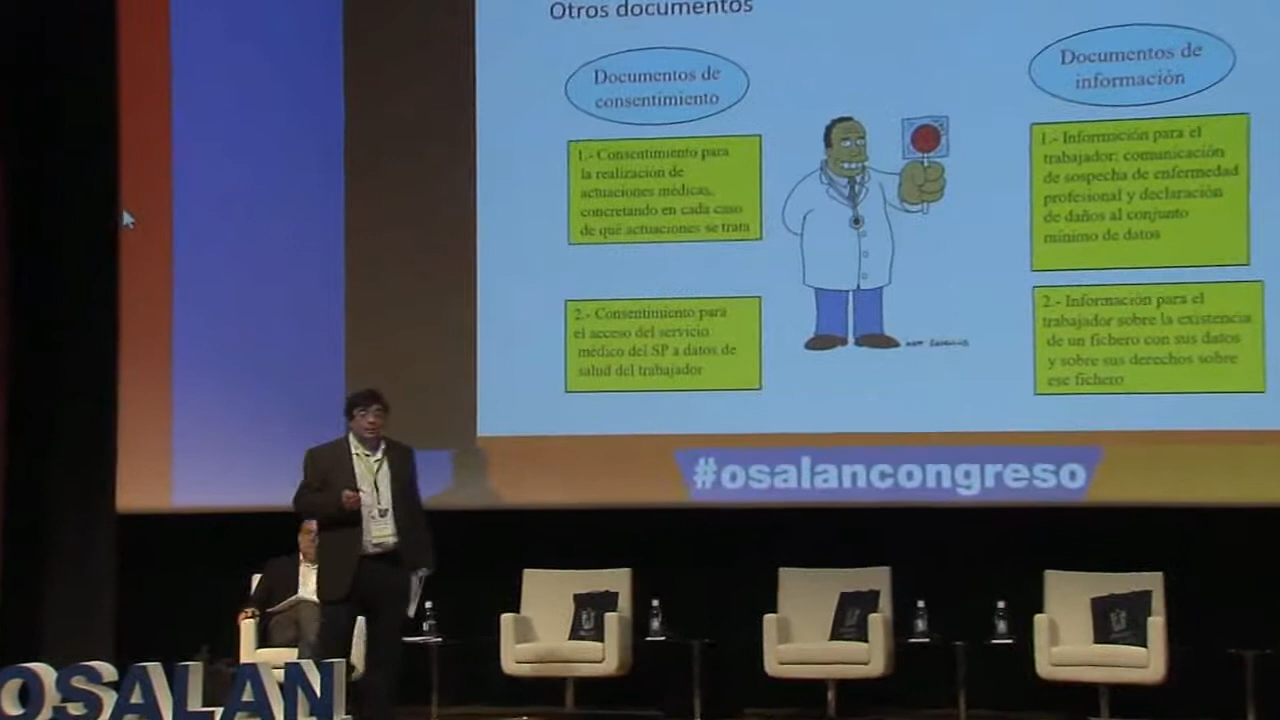 Otros documentos
Documentos de
consentimiento
1.- Consentimiento para
la realización de
actuaciones médicas,
concretando en cada caso
de qué actuaciones se trata
2.- Consentimiento para
el acceso del servicio
médico del SP a datos de
salud del trabajador
Documentos de
información
1.- Información para el
trabajador: comunicación
de sospecha de enfermedad
profesional y declaración
de daños al conjunto
mínimo de datos
2.- Información para el
trabajador sobre la existencia
de un fichero con sus datos
y sobre sus derechos sobre
ese fichero
#osalancongreso
OSALAN